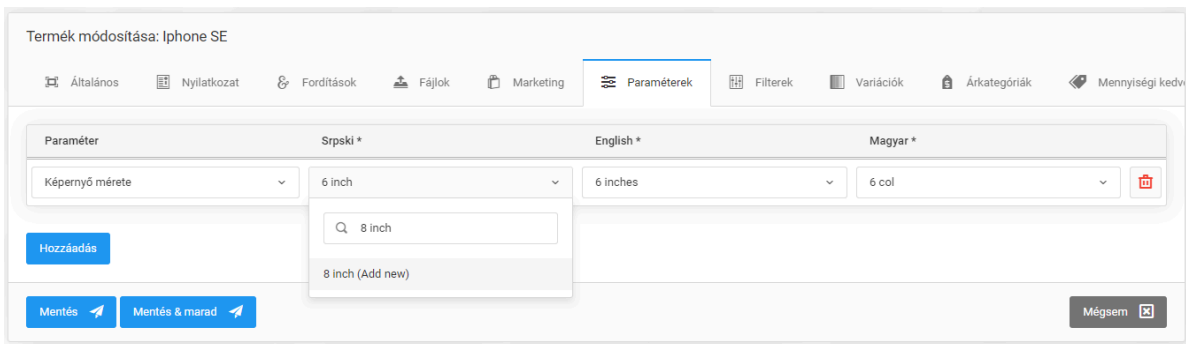 Termék módosítása: Iphone SE
Általános Nyilatkozat Fordítások Fájlok Marketing Paraméterek Filterek Variációk Árkategóriák Mennyiségi kedv
Paraméter Srpski * English * Magyar *
Képernyő mérete 6 inch 6 inches 6 col
8 inch
8 inch (Add new)
Hozzáadás
Mentés Mentés & marad Mégsem